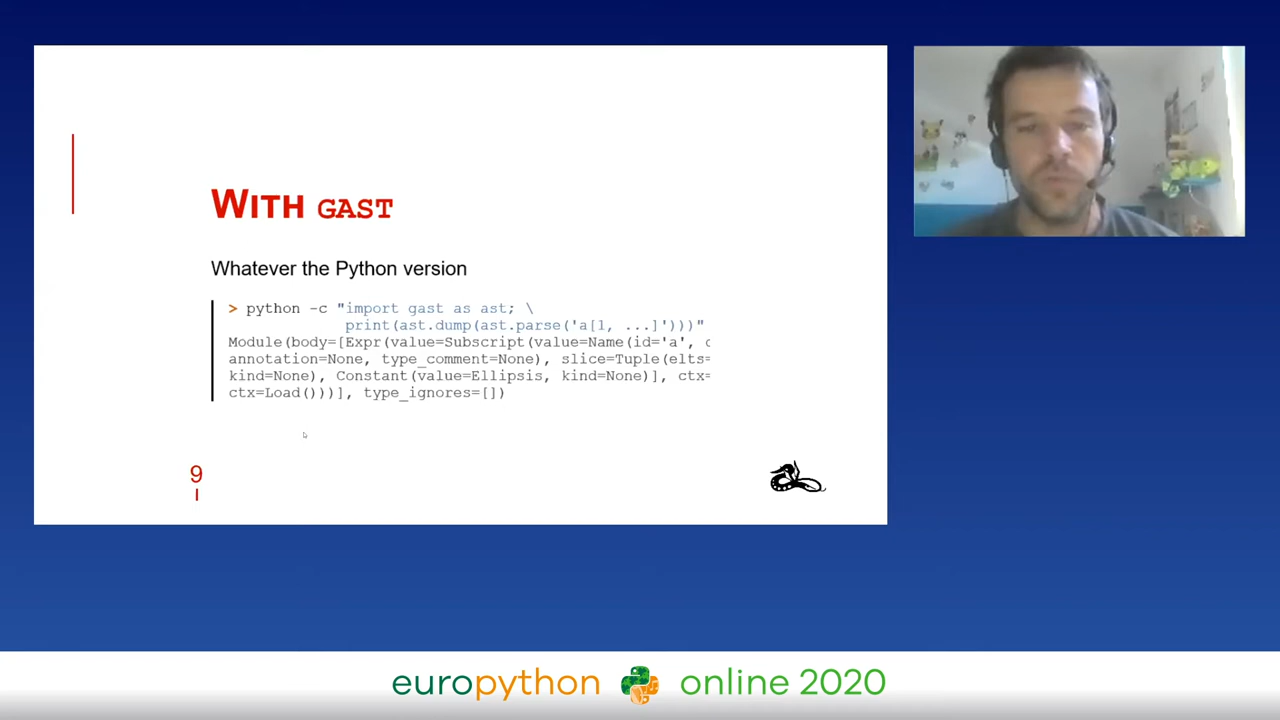 WITH GAST
Whatever the Python version
> python -c "import gast as ast; \
print(ast.dump(ast.parse('a[1, ...]')))"
Module(body=[Expr(value=Subscript(value=Name(id='a',
annotation=None, type_comment=None), slice=Tuple(elts=
kind=None), Constant(value=Ellipsis, kind=None)], ctx=
ctx=Load()))], type_ignores=[])
9
europython online 2020